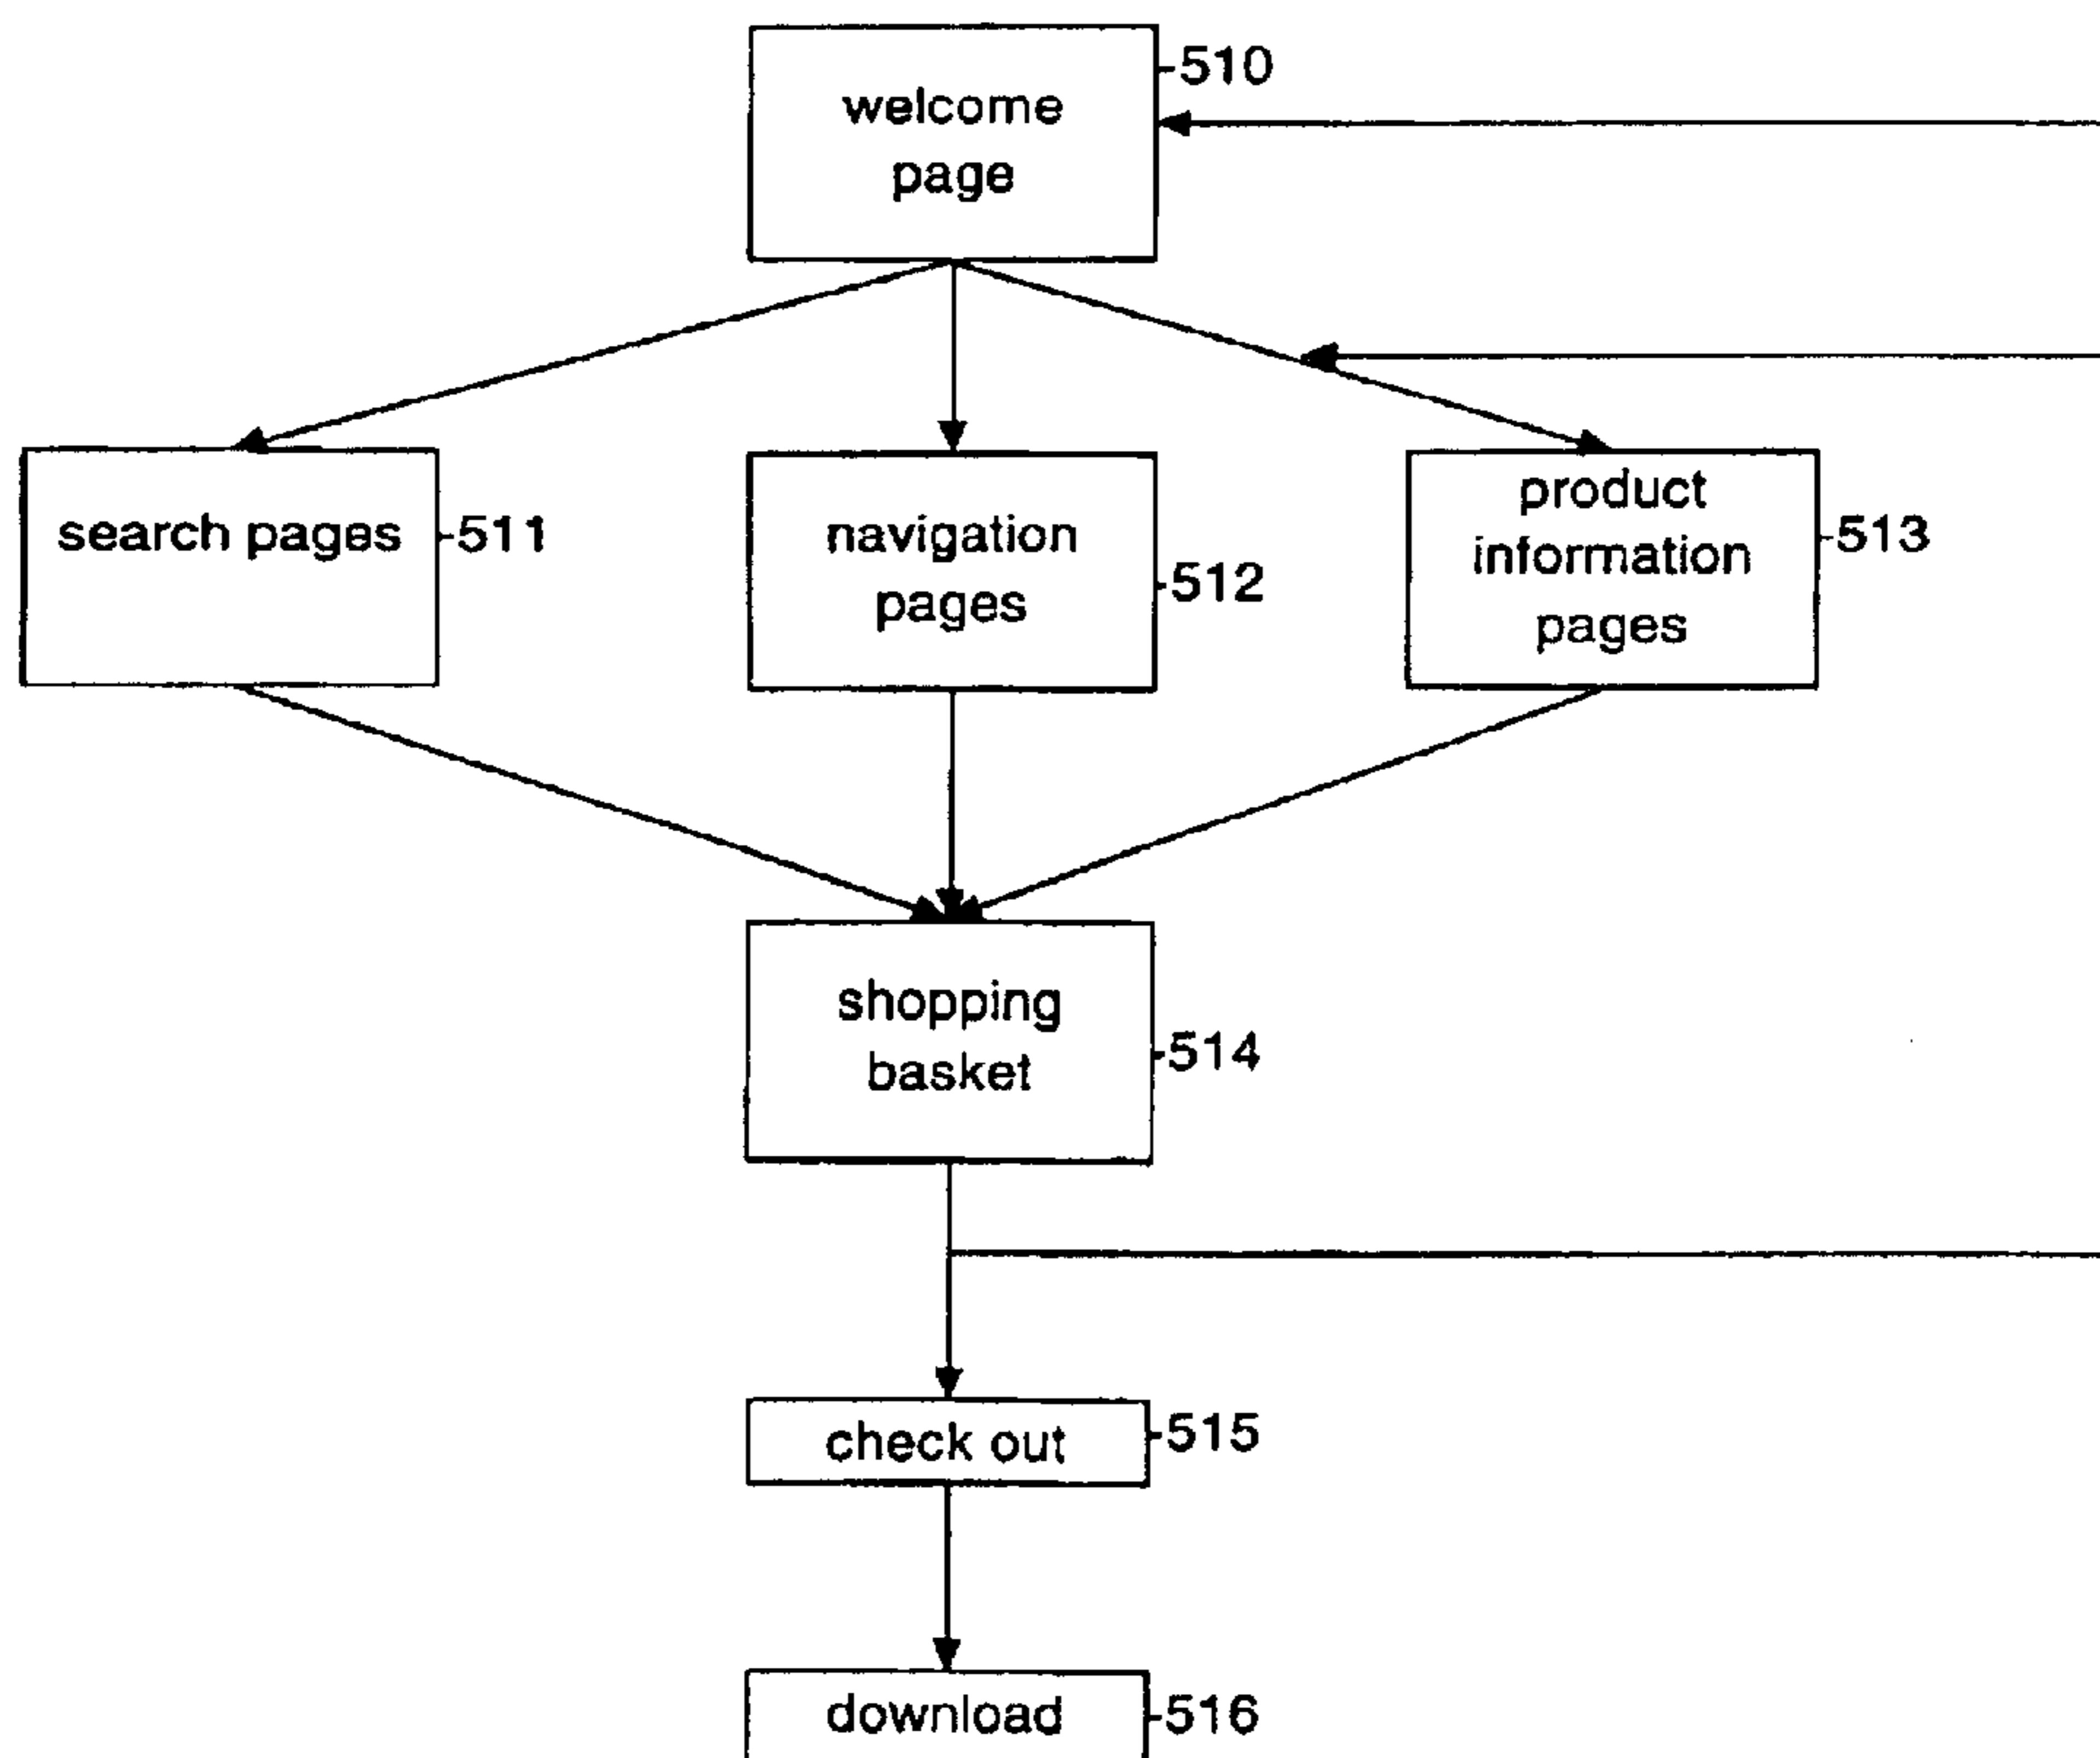 510
welcome
page
search pages
511
navigation
pages
512
product
information
pages
513
shopping
basket
514
check out
515
download
516